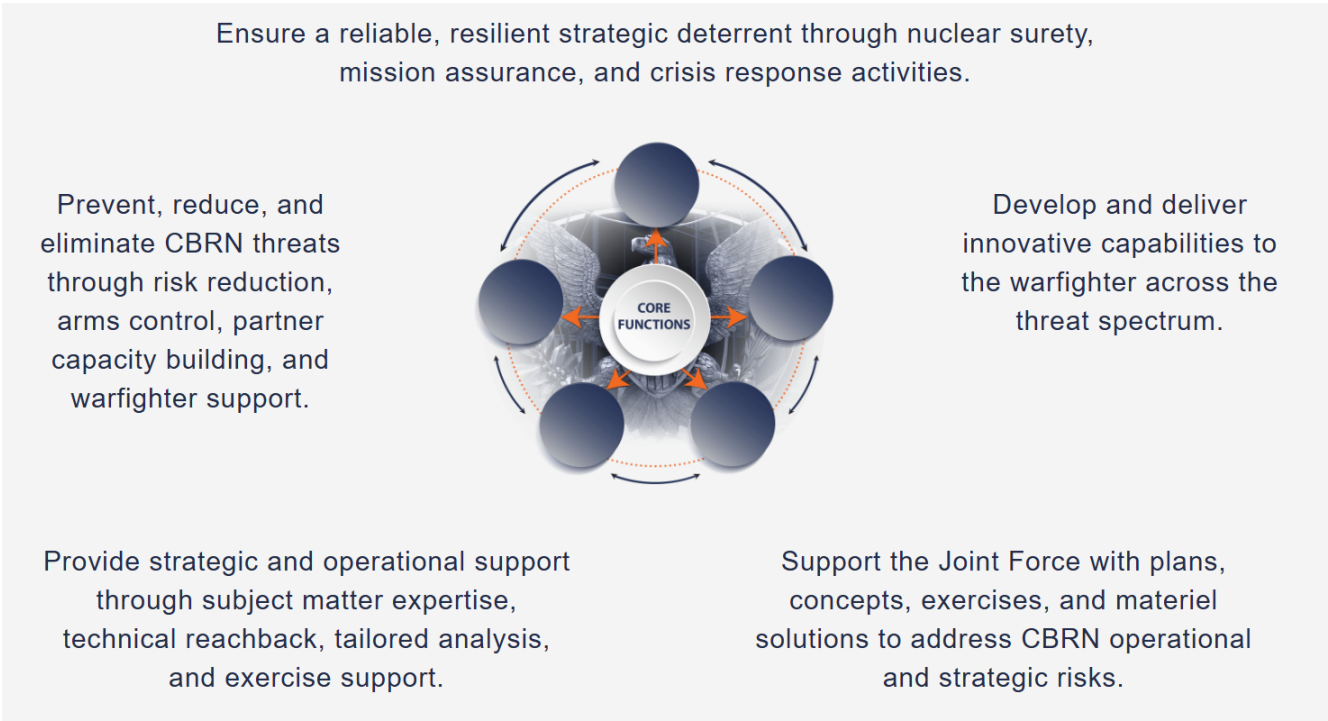 Ensure a reliable, resilient strategic deterrent through nuclear surety,
mission assurance, and crisis response activities.
Prevent, reduce, and
eliminate CBRN threats
through risk reduction,
arms control, partner
capacity building, and
warfighter support.
CORE
FUNCTIONS
Develop and deliver
innovative capabilities to
the warfighter across the
threat spectrum.
Provide strategic and operational support
through subject matter expertise,
technical reachback, tailored analysis,
and exercise support.
Support the Joint Force with plans,
concepts, exercises, and materiel
solutions to address CBRN operational
and strategic risks.